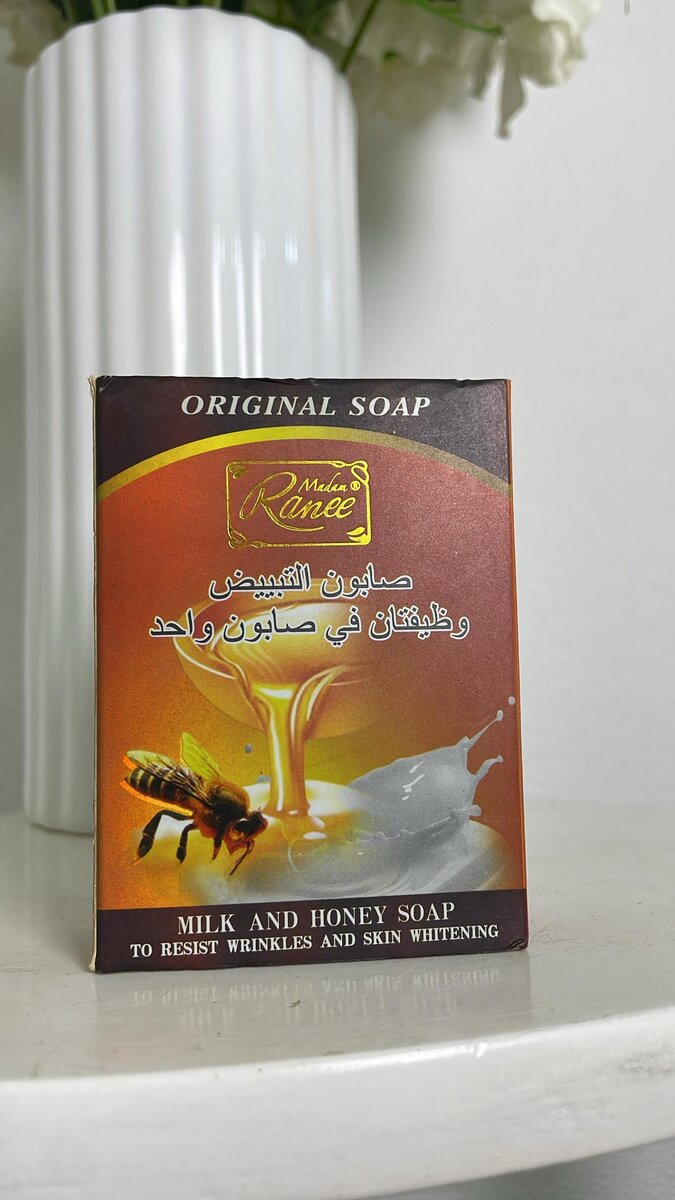 ORIGINAL SOAP
Madam®
Ranee
صابون التبييض
وظيفتان في صابون واحد
MILK AND HONEY SOAP
TO RESIST WRINKLES AND SKIN WHITENING